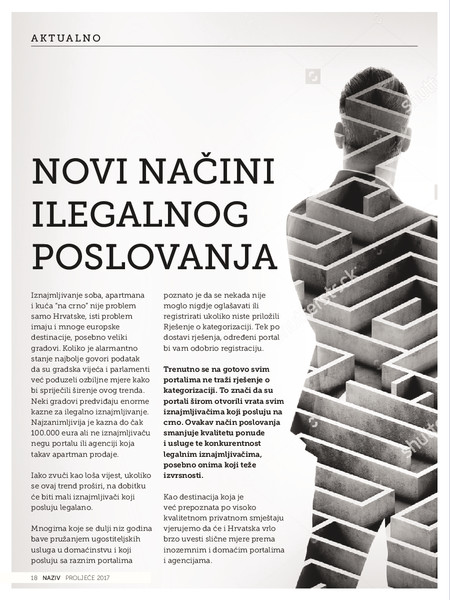 AKTUALNO
NOVI NAČINI
ILEGALNOG
POSLOVANJA
Iznajmljivanje soba, apartmana
i kuća "na crno" nije problem
samo Hrvatske, isti problem
imaju i mnoge europske
destinacije, posebno veliki
gradovi. Koliko je alarmantno
stanje najbolje govori podatak
da su gradska vijeća i parlamenti
već poduzeli ozbiljne mjere kako
bi spriječili širenje ovog trenda.
Neki gradovi predviđaju enorme
kazne za ilegalno iznajmljivanje.
Najzanimljivija je kazna do čak
100.000 eura ali ne iznajmljivaču
negu portalu ili agenciji koja
takav apartman prodaje.
Iako zvuči kao loša vijest, ukoliko
se ovaj trend proširi, na dobitku
će biti mali iznajmljivači koji
posluju legalano.
Mnogima koje se dulji niz godina
bave pružanjem ugostiteljskih
usluga u domaćinstvu i koji
posluju sa raznim portalima
poznato je da se nekada nije
moglo nigdje oglašavati ili
registrirati ukoliko niste priložili
Rješenje o kategorizaciji. Tek po
dostavi rješenja, određeni portal
bi vam odobrio registraciju.
Trenutno se na gotovo svim
portalima ne traži rješenje o
kategorizaciji. To znači da su
portali širom otvorili vrata svim
iznajmljivačima koji posluju na
crno. Ovakav način poslovanja
smanjuje kvalitetu ponude
i usluge te konkurentnost
legalnim iznajmljivačima,
posebno onima koji teže
izvrsnosti.
Kao destinacija koja je
već prepoznata po visoko
kvalitetnom privatnom smještaju
vjerujemo da će i Hrvatska vrlo
brzo uvesti slične mjere prema
inozemnim i domaćim portalima
i agencijama.
18 NAZIV PROLJEĆE 2017